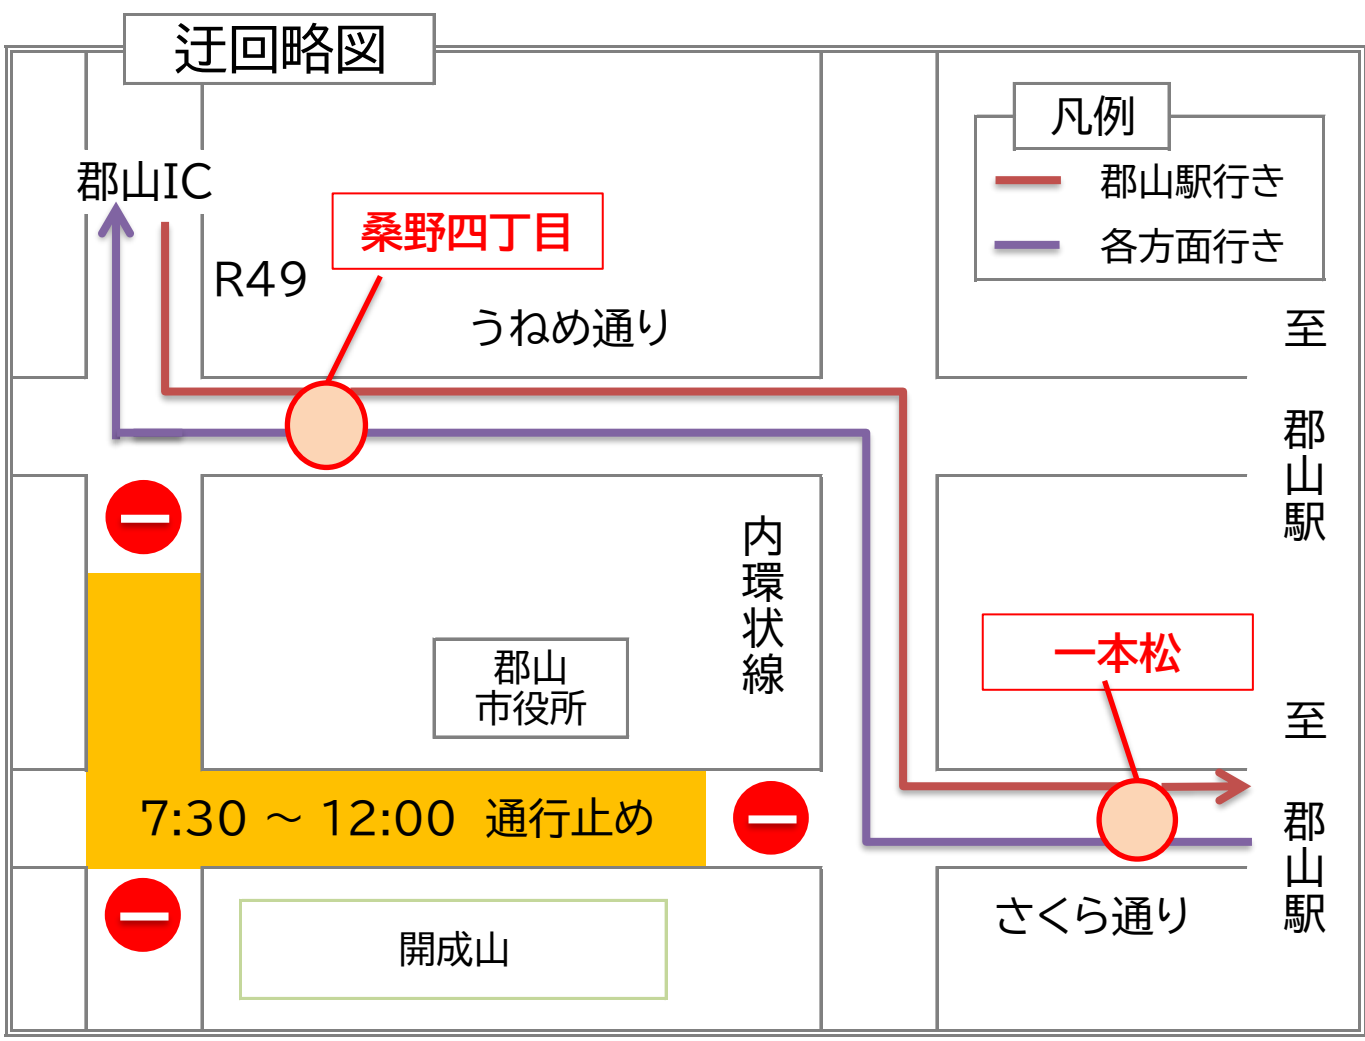 迂回略図
凡例
郡山駅行き
各方面行き
郡山IC
桑野四丁目
R49
うねめ通り
至 郡山駅
内環状線
郡山
市役所
一本松
至 郡山駅
7:30 ～ 12:00 通行止め
さくら通り
開成山